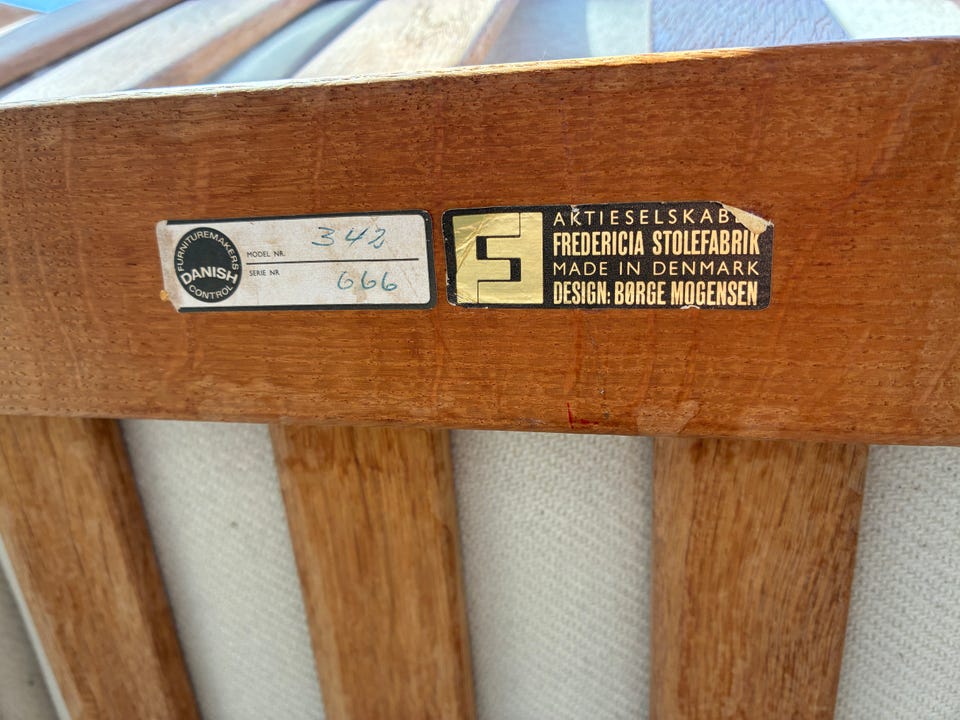 FURNITUREMAKERS
DANISH
CONTROL
MODEL NR. 342
SERIE NR 666
AKTIESELSKAB
FREDERICIA STOLEFABRIK
MADE IN DENMARK
DESIGN: BØRGE MOGENSEN